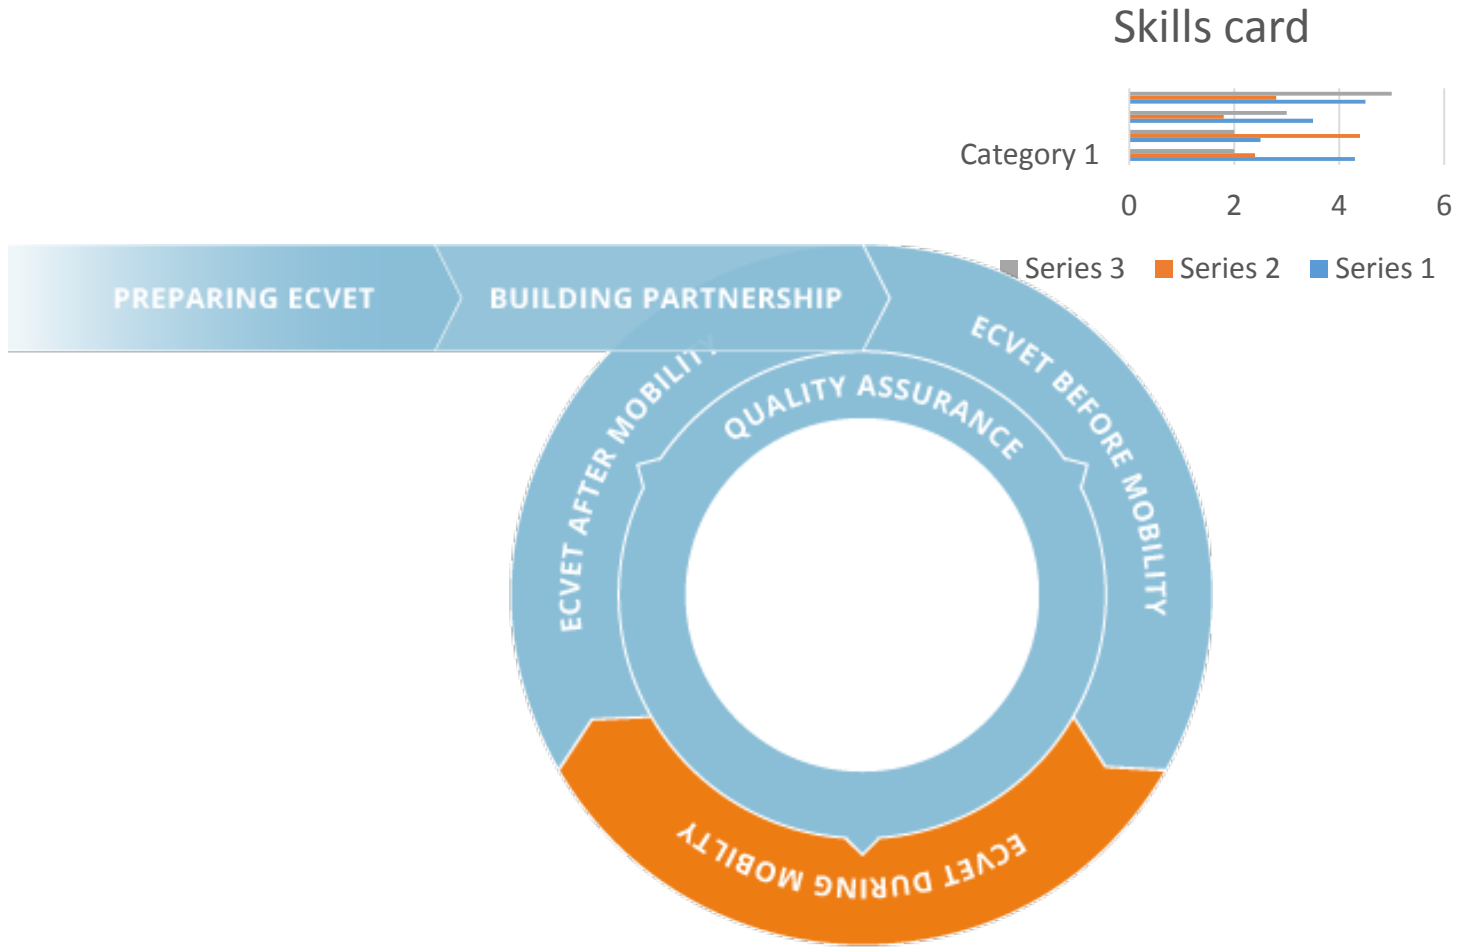 Skills card
Category 1
0 2 4 6
Series 3 Series 2 Series 1
PREPARING ECVET
BUILDING PARTNERSHIP
ECVET BEFORE MOBILITY
QUALITY ASSURANCE
ECVET AFTER MOBILITY
ECVET DURING MOBILTY